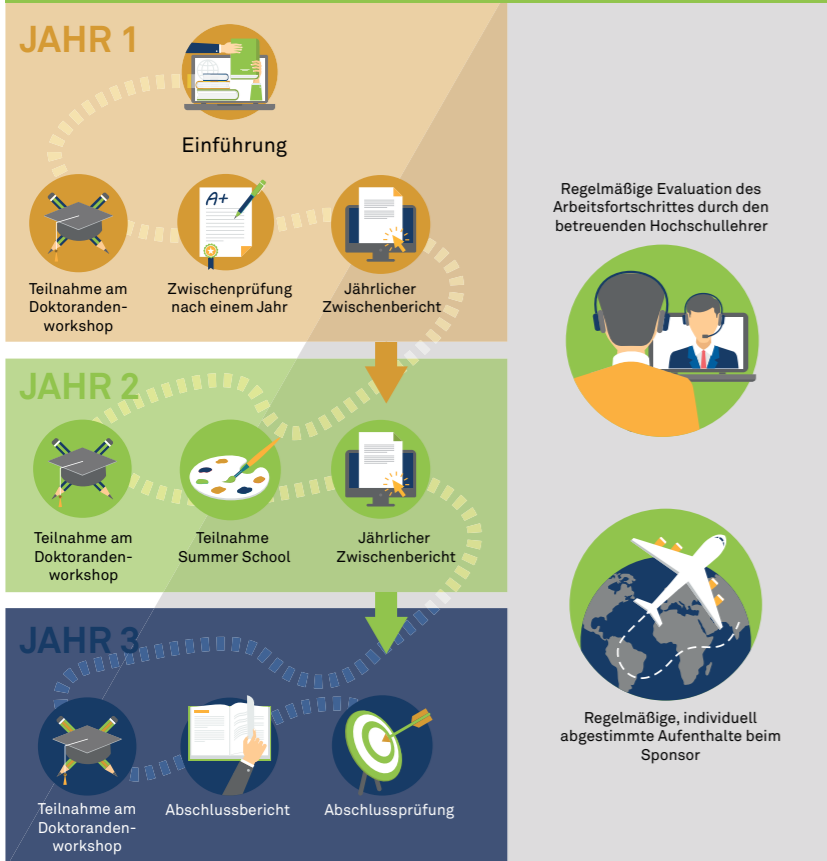 JAHR 1
Einführung
Teilnahme am
Doktoranden-
workshop
A+
Zwischenprüfung
nach einem Jahr
Jährlicher
Zwischenbericht
JAHR 2
Teilnahme am
Doktoranden-
workshop
Teilnahme
Summer School
Jährlicher
Zwischenbericht
JAHR 3
Teilnahme am
Doktoranden-
workshop
Abschlussbericht
Abschlussprüfung
Regelmäßige Evaluation des
Arbeitsfortschrittes durch den
betreuenden Hochschullehrer
Regelmäßige, individuell
abgestimmte Aufenthalte beim
Sponsor